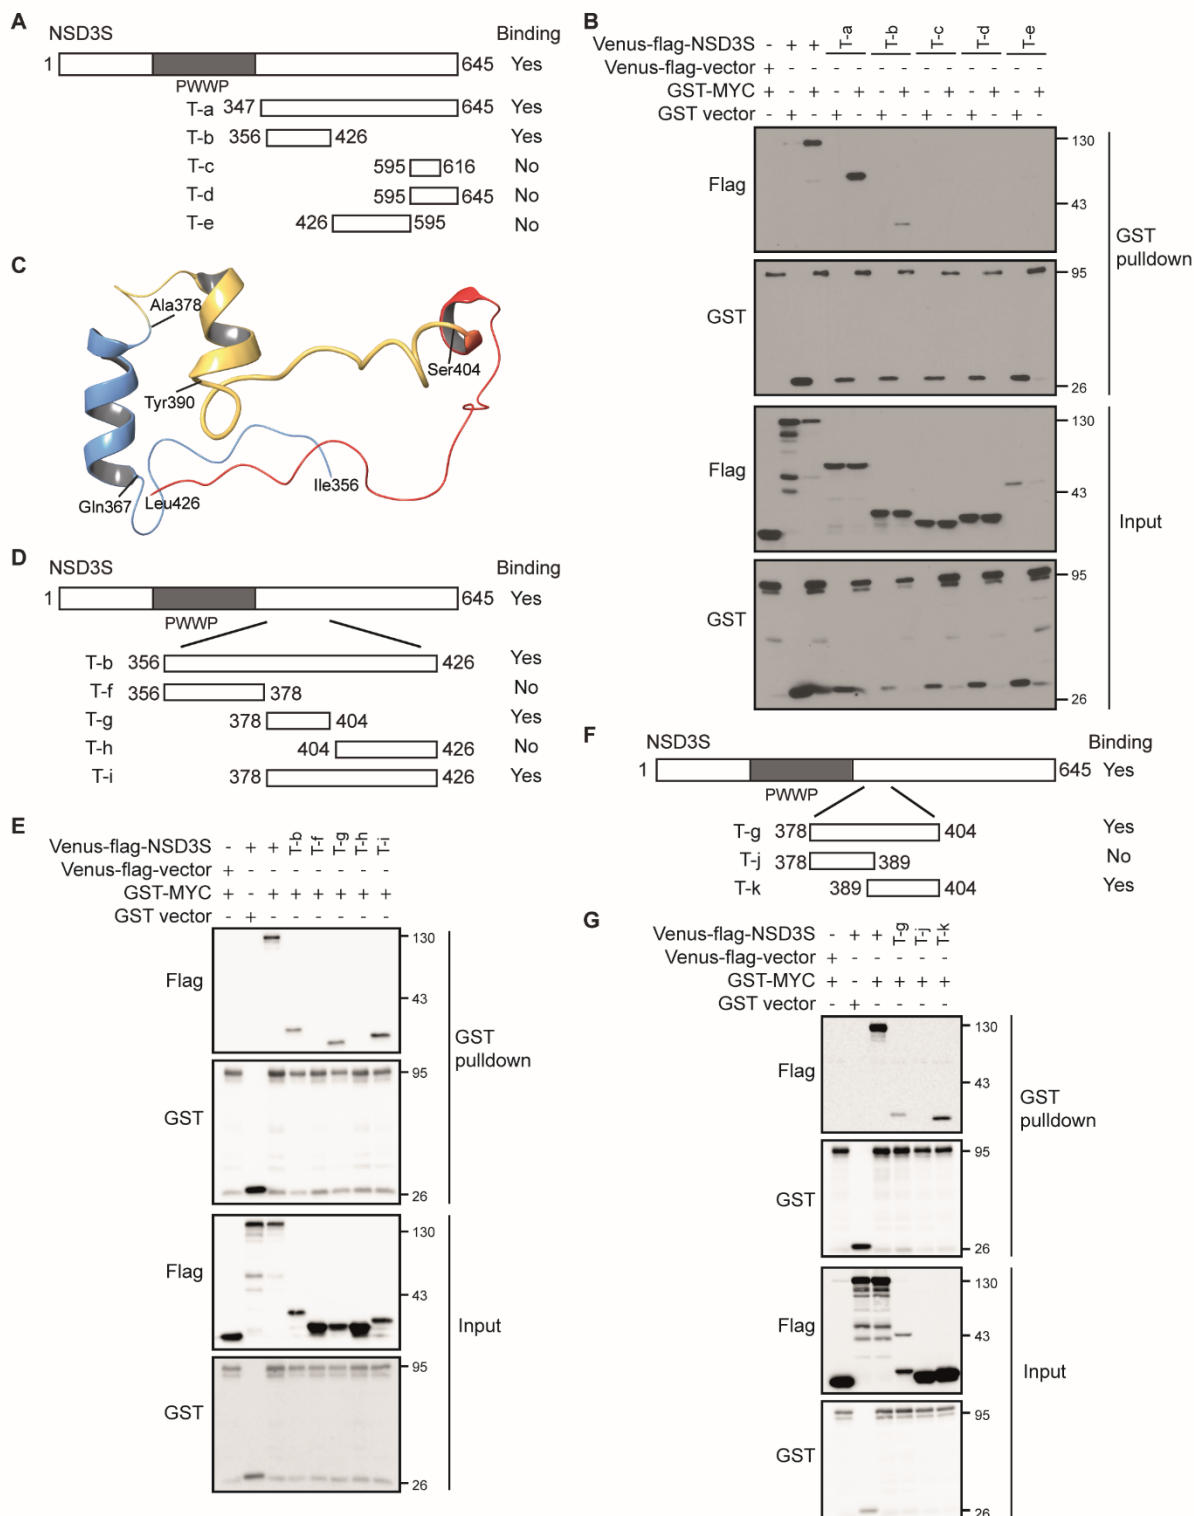 A
NSD3S Binding
1 645 Yes
PWWP
T-a 347 645 Yes
T-b 356 426 Yes
T-c 595 616 No
T-d 595 645 No
T-e 426 595 No
B
Venus-flag-NSD3S - + + T-a T-b T-c T-d T-e
Venus-flag-vector + - - - - - - - - - - - -
GST-MYC + - + - + - + - + - + - +
GST vector - + - + - + - + - + - + -
Flag
130
43
GST
95
26
GST
pulldown
Flag
130
43
GST
95
26
Input
C
Ala378
Tyr390
Ser404
Gln367
Leu426
Ile356
D
NSD3S Binding
1 645 Yes
PWWP
T-b 356 426 Yes
T-f 356 378 No
T-g 378 404 Yes
T-h 404 426 No
T-i 378 426 Yes
E
Venus-flag-NSD3S - + + T-b T-f T-g T-h T-i
Venus-flag-vector + - - - - - - -
GST-MYC + - + + + + + +
GST vector - + - - - - - -
Flag
130
43
GST
95
26
GST
pulldown
Flag
130
43
GST
95
26
Input
F
NSD3S Binding
1 645 Yes
PWWP
T-g 378 404 Yes
T-j 378 389 No
T-k 389 404 Yes
G
Venus-flag-NSD3S - + + T-g T-j T-k
Venus-flag-vector + - - - - -
GST-MYC + - + + + +
GST vector - + - - - -
Flag
130
43
GST
95
26
GST
pulldown
Flag
130
43
GST
95
26
Input